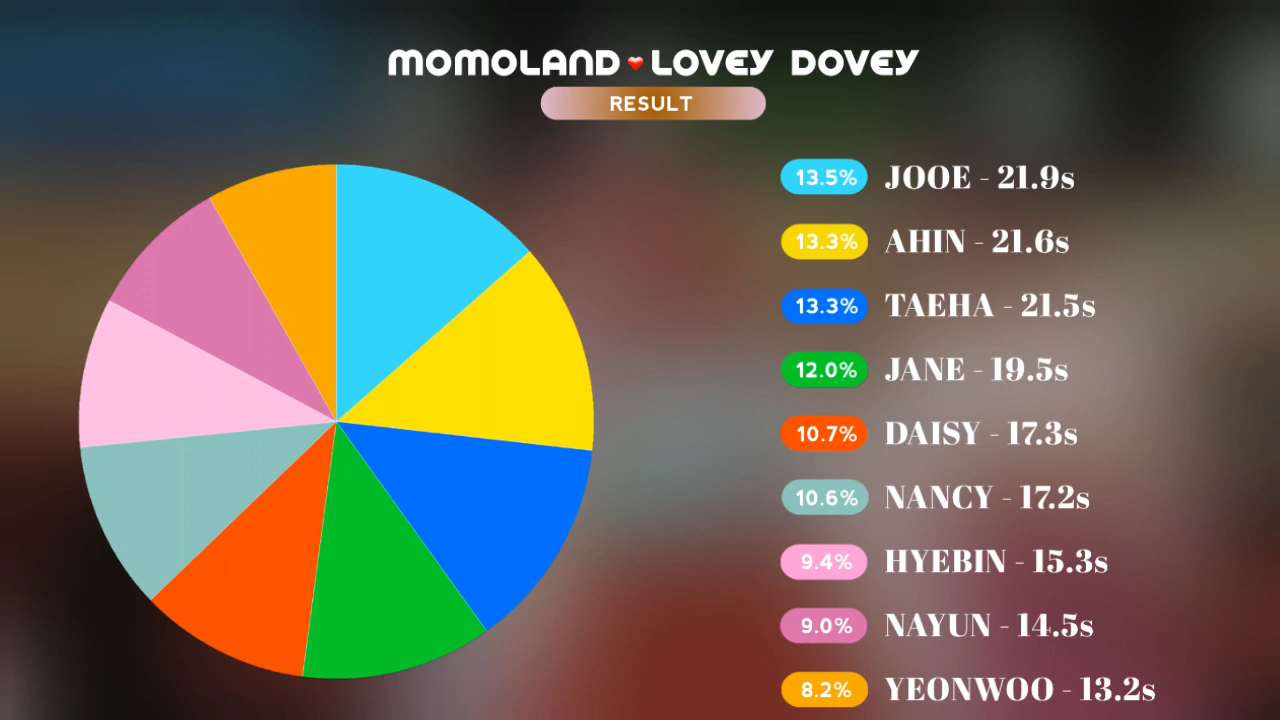 MOMOLAND LOVEY DOVEY
RESULT
13.5% JOOE - 21.9s
13.3% AHIN - 21.6s
13.3% TAEHA - 21.5s
12.0% JANE - 19.5s
10.7% DAISY - 17.3s
10.6% NANCY - 17.2s
9.4% HYEBIN - 15.3s
9.0% NAYUN - 14.5s
8.2% YEONWOO - 13.2s